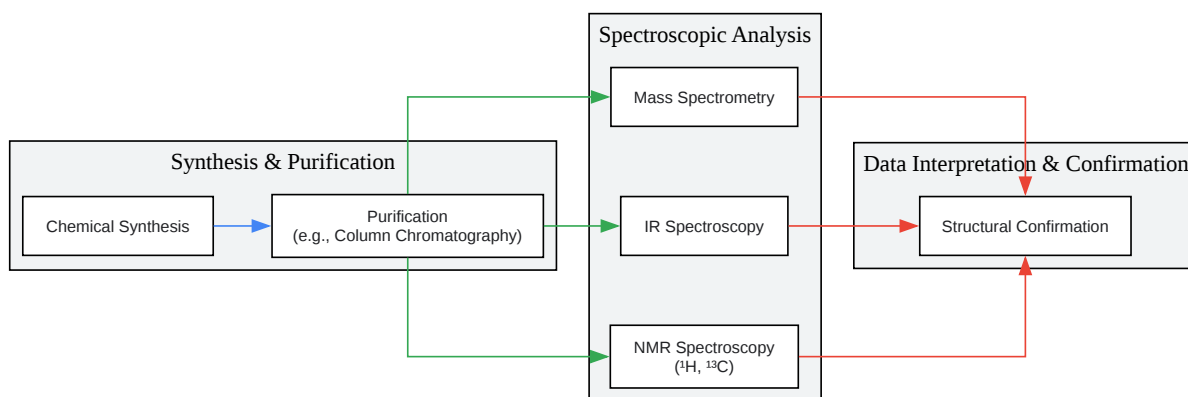 Synthesis & Purification
Chemical Synthesis
Purification
(e.g., Column Chromatography)
Spectroscopic Analysis
Mass Spectrometry
IR Spectroscopy
NMR Spectroscopy
(¹H, ¹³C)
Data Interpretation & Confirmation
Structural Confirmation